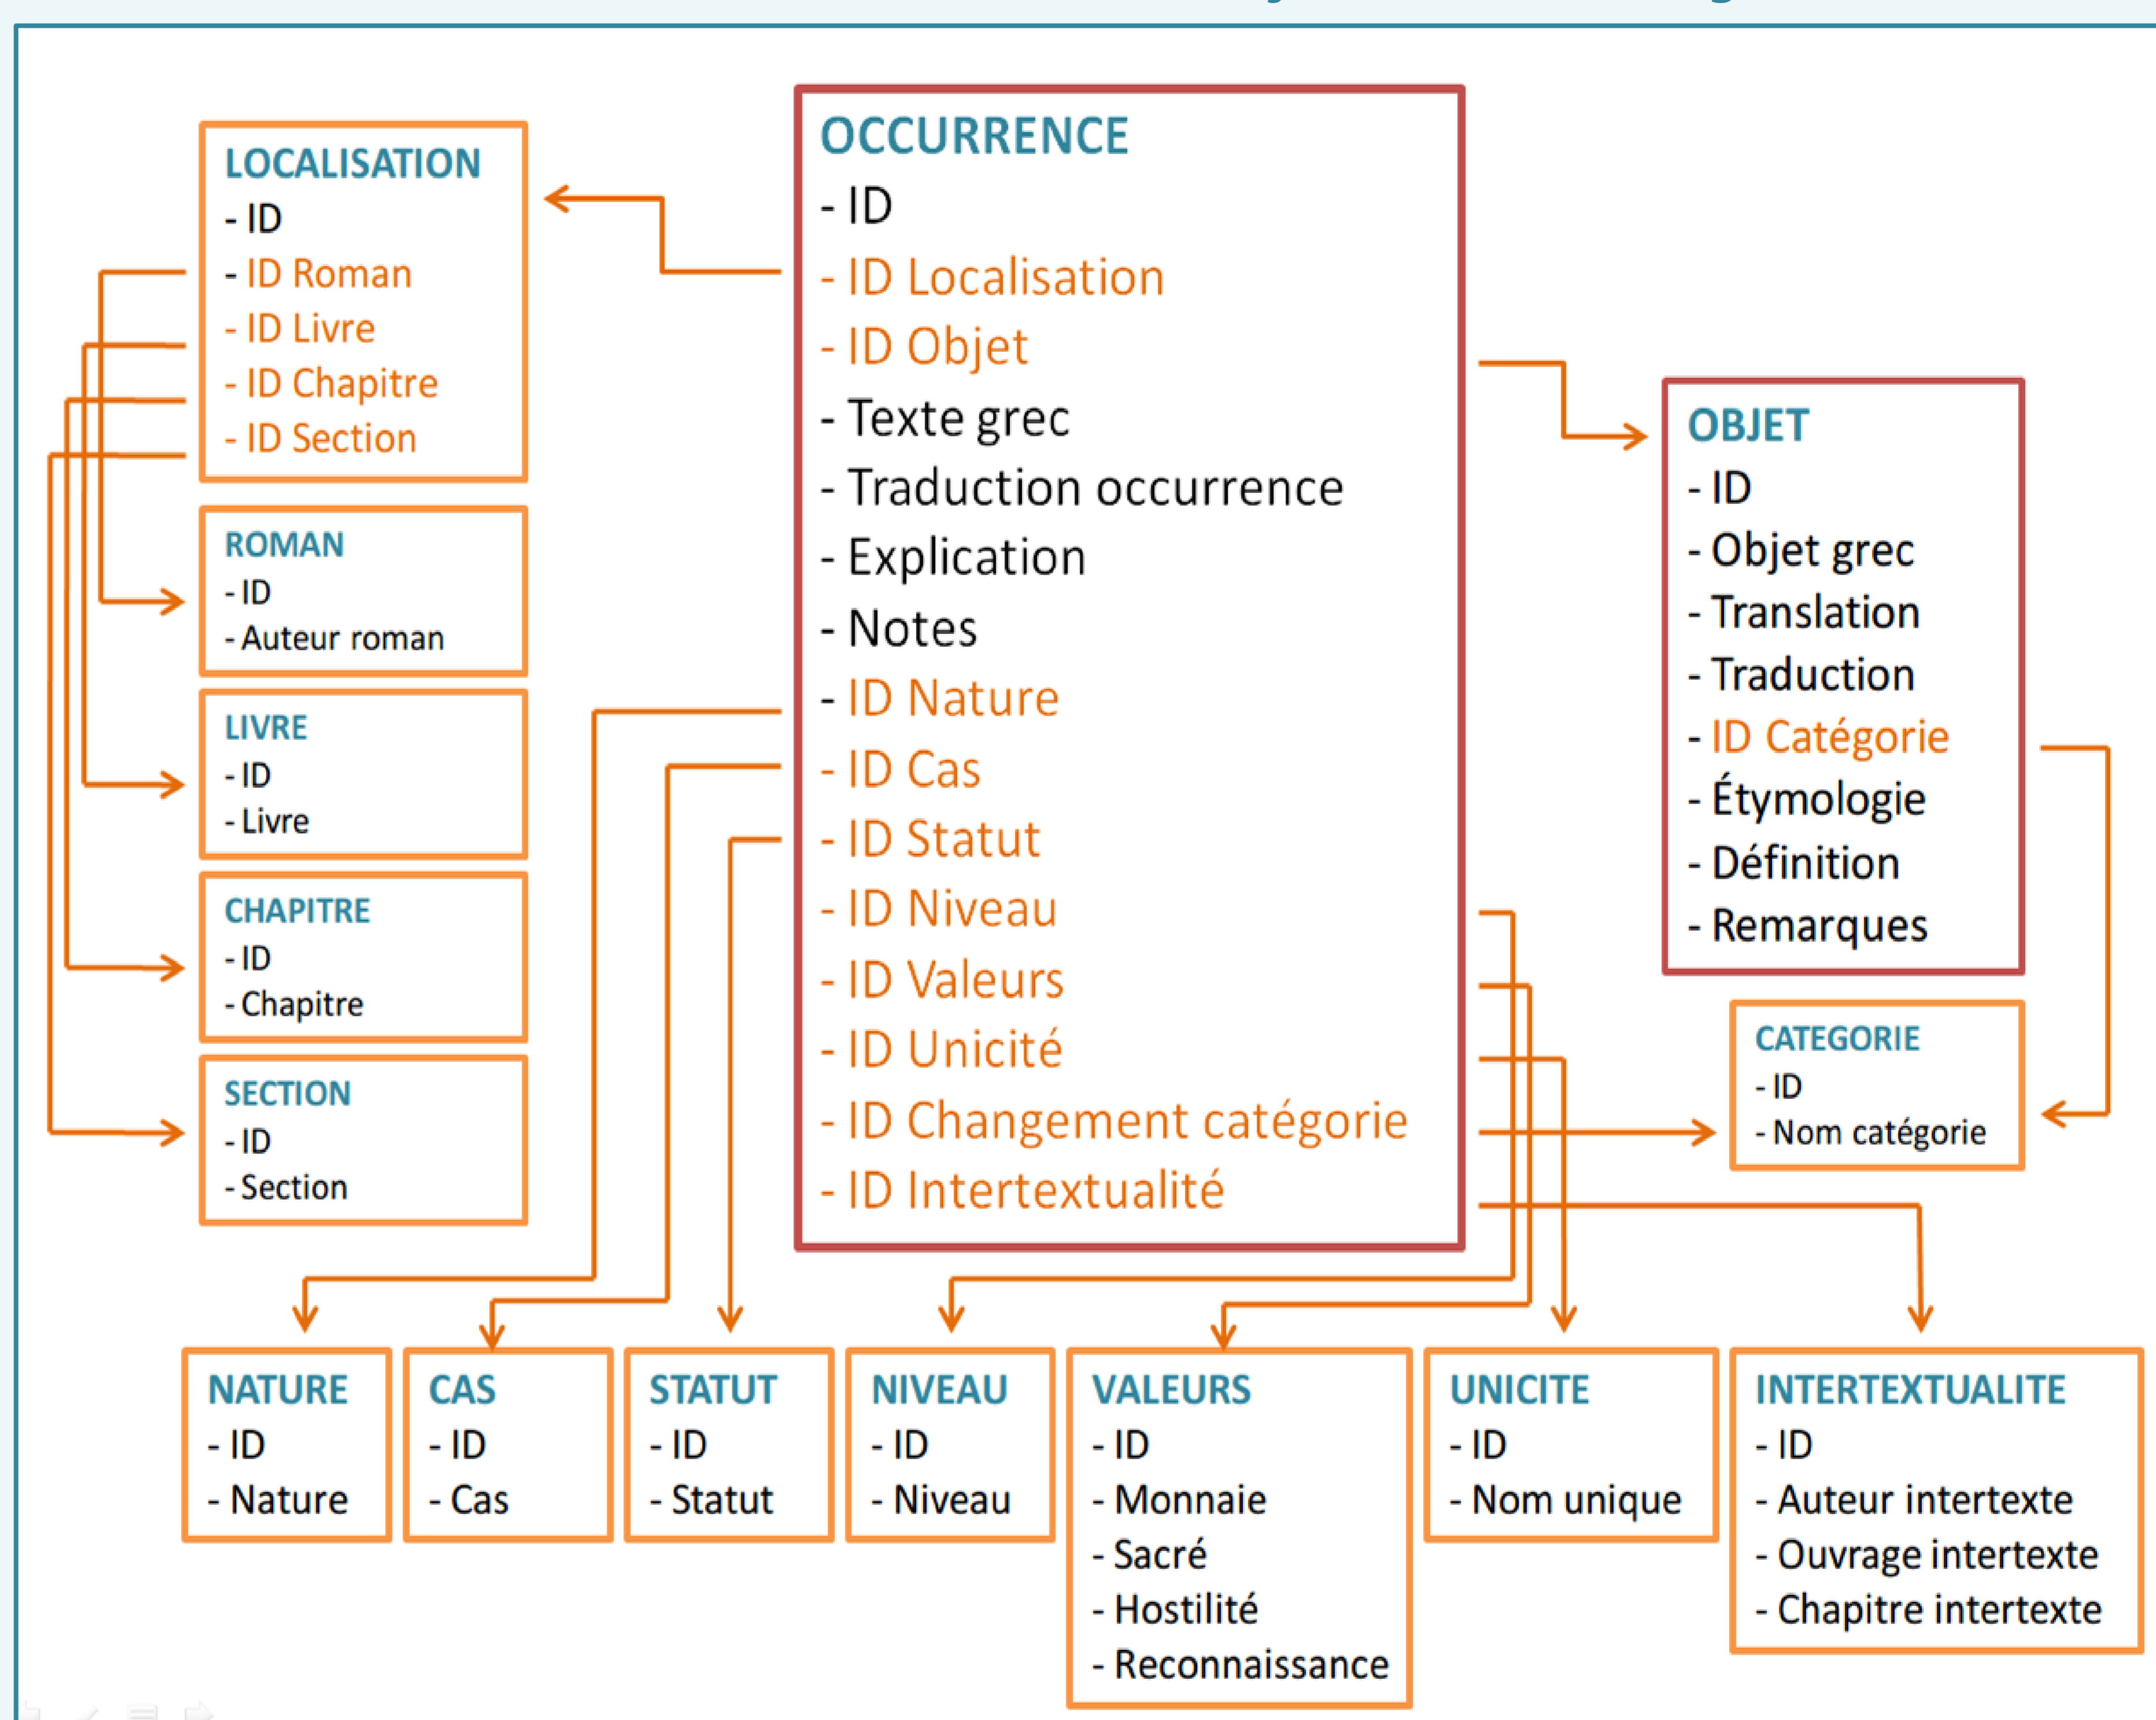 LOCALISATION
- ID
- ID Roman
- ID Livre
- ID Chapitre
- ID Section
ROMAN
- ID
- Auteur roman
LIVRE
- ID
- Livre
CHAPITRE
- ID
- Chapitre
SECTION
- ID
- Section
OCCURRENCE
- ID
- ID Localisation
- ID Objet
- Texte grec
- Traduction occurrence
- Explication
- Notes
- ID Nature
- ID Cas
- ID Statut
- ID Niveau
- ID Valeurs
- ID Unicité
- ID Changement catégorie
- ID Intertextualité
OBJET
- ID
- Objet grec
- Translation
- Traduction
- ID Catégorie
- Étymologie
- Définition
- Remarques
CATEGORIE
- ID
- Nom catégorie
NATURE
- ID
- Nature
CAS
- ID
- Cas
STATUT
- ID
- Statut
NIVEAU
- ID
- Niveau
VALEURS
- ID
- Monnaie
- Sacré
- Hostilité
- Reconnaissance
UNICITE
- ID
- Nom unique
INTERTEXTUALITE
- ID
- Auteur intertexte
- Ouvrage intertexte
- Chapitre intertexte